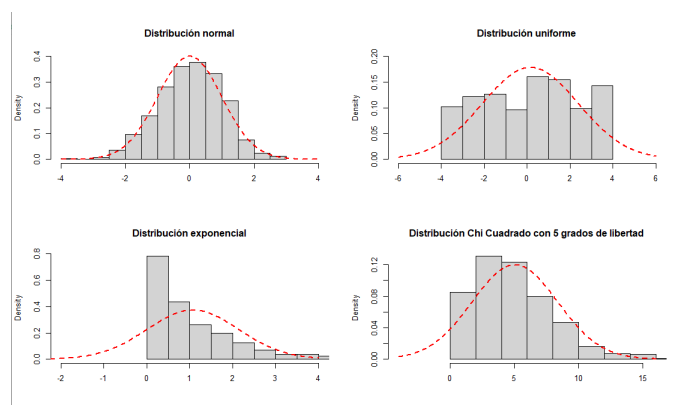 Distribución normal
Density
0.0 0.1 0.2 0.3 0.4
-4 -2 0 2 4
Distribución uniforme
Density
0.00 0.05 0.10 0.15 0.20
-6 -4 -2 0 2 4 6
Distribución exponencial
Density
0.0 0.2 0.4 0.6 0.8
-2 -1 0 1 2 3 4
Distribución Chi Cuadrado con 5 grados de libertad
Density
0.00 0.04 0.08 0.12
0 5 10 15